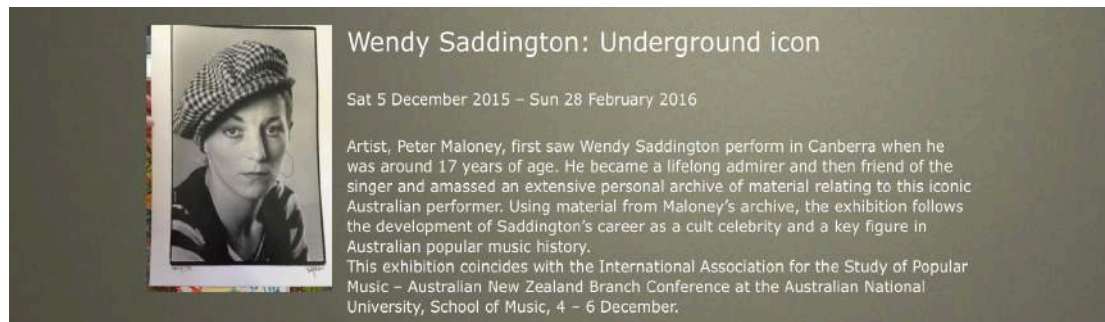 Wendy Saddington: Underground icon
Sat 5 December 2015 – Sun 28 February 2016
Artist, Peter Maloney, first saw Wendy Saddington perform in Canberra when he
was around 17 years of age. He became a lifelong admirer and then friend of the
singer and amassed an extensive personal archive of material relating to this iconic
Australian performer. Using material from Maloney's archive, the exhibition follows
the development of Saddington's career as a cult celebrity and a key figure in
Australian popular music history.
This exhibition coincides with the International Association for the Study of Popular
Music – Australian New Zealand Branch Conference at the Australian National
University, School of Music, 4 – 6 December.